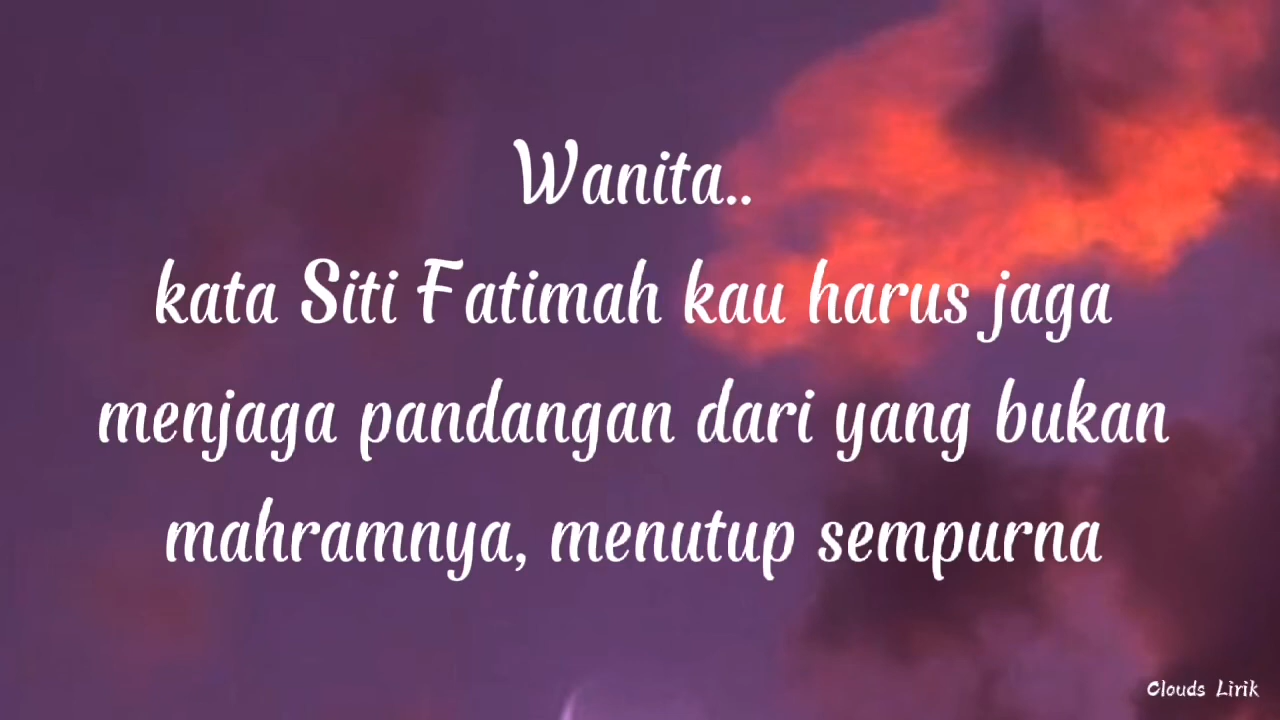 Wanita..
kata Siti Fatimah kau harus jaga
menjaga pandangan dari yang bukan
mahramnya, menutup sempurna
Clouds Lirik